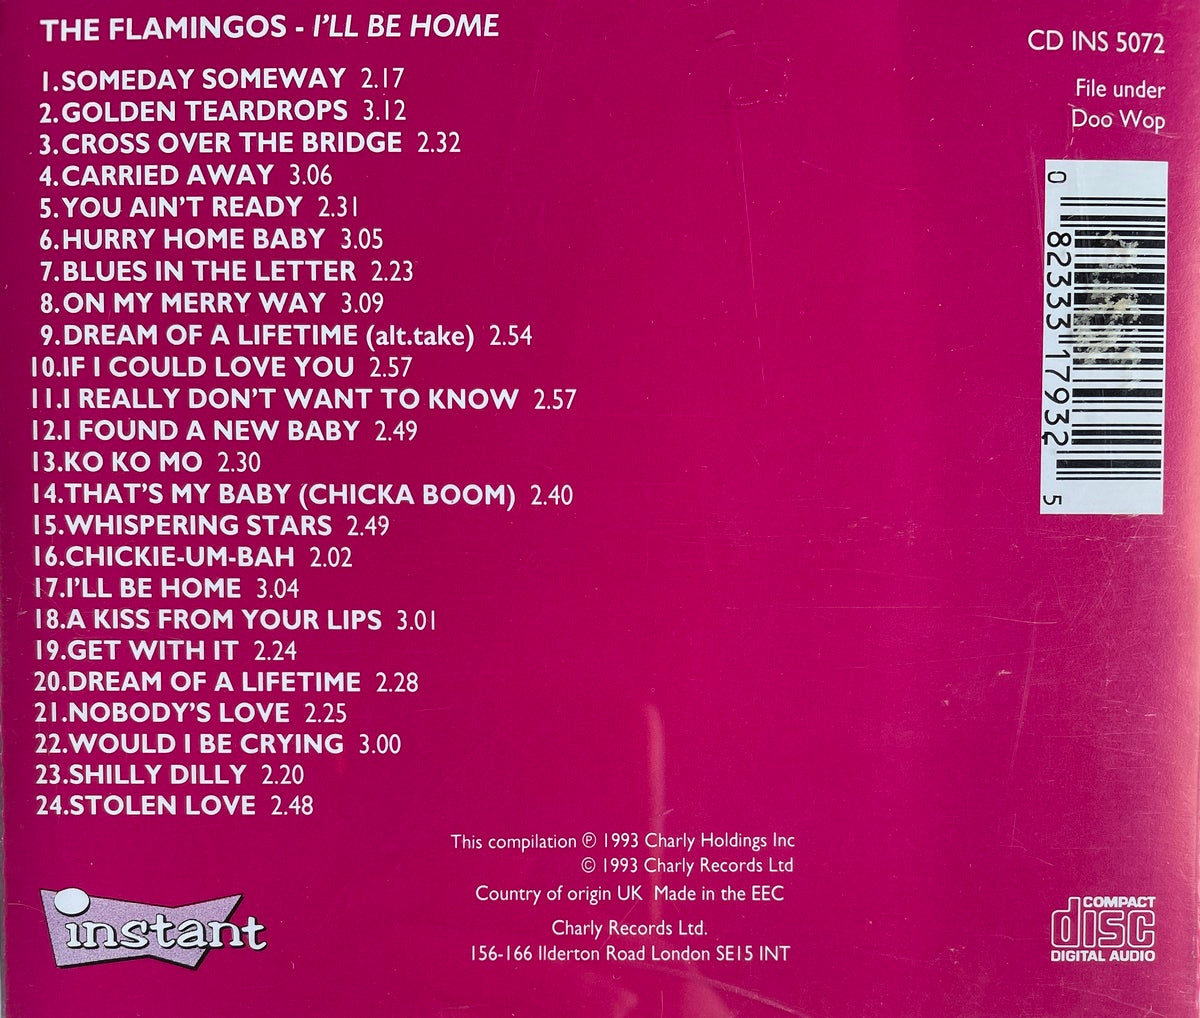 THE FLAMINGOS - I'LL BE HOME
1.SOMEDAY SOMEWAY 2.17
2.GOLDEN TEARDROPS 3.12
3.CROSS OVER THE BRIDGE 2.32
4.CARRIED AWAY 3.06
5.YOU AIN'T READY 2.31
6.HURRY HOME BABY 3.05
7.BLUES IN THE LETTER 2.23
8.ON MY MERRY WAY 3.09
9.DREAM OF A LIFETIME (alt.take) 2.54
10.IF I COULD LOVE YOU 2.57
11.I REALLY DON'T WANT TO KNOW 2.57
12.I FOUND A NEW BABY 2.49
13.KO KO MO 2.30
14.THAT'S MY BABY (CHICKA BOOM) 2.40
15.WHISPERING STARS 2.49
16.CHICKIE-UM-BAH 2.02
17.I'LL BE HOME 3.04
18.A KISS FROM YOUR LIPS 3.01
19.GET WITH IT 2.24
20.DREAM OF A LIFETIME 2.28
21.NOBODY'S LOVE 2.25
22.WOULD I BE CRYING 3.00
23.SHILLY DILLY 2.20
24.STOLEN LOVE 2.48
CD INS 5072
File under
Doo Wop
0 82333 17932 5
This compilation ℗ 1993 Charly Holdings Inc
© 1993 Charly Records Ltd
Country of origin UK Made in the EEC
Charly Records Ltd.
156-166 Ilderton Road London SE15 INT
instant
COMPACT
disc
DIGITAL AUDIO